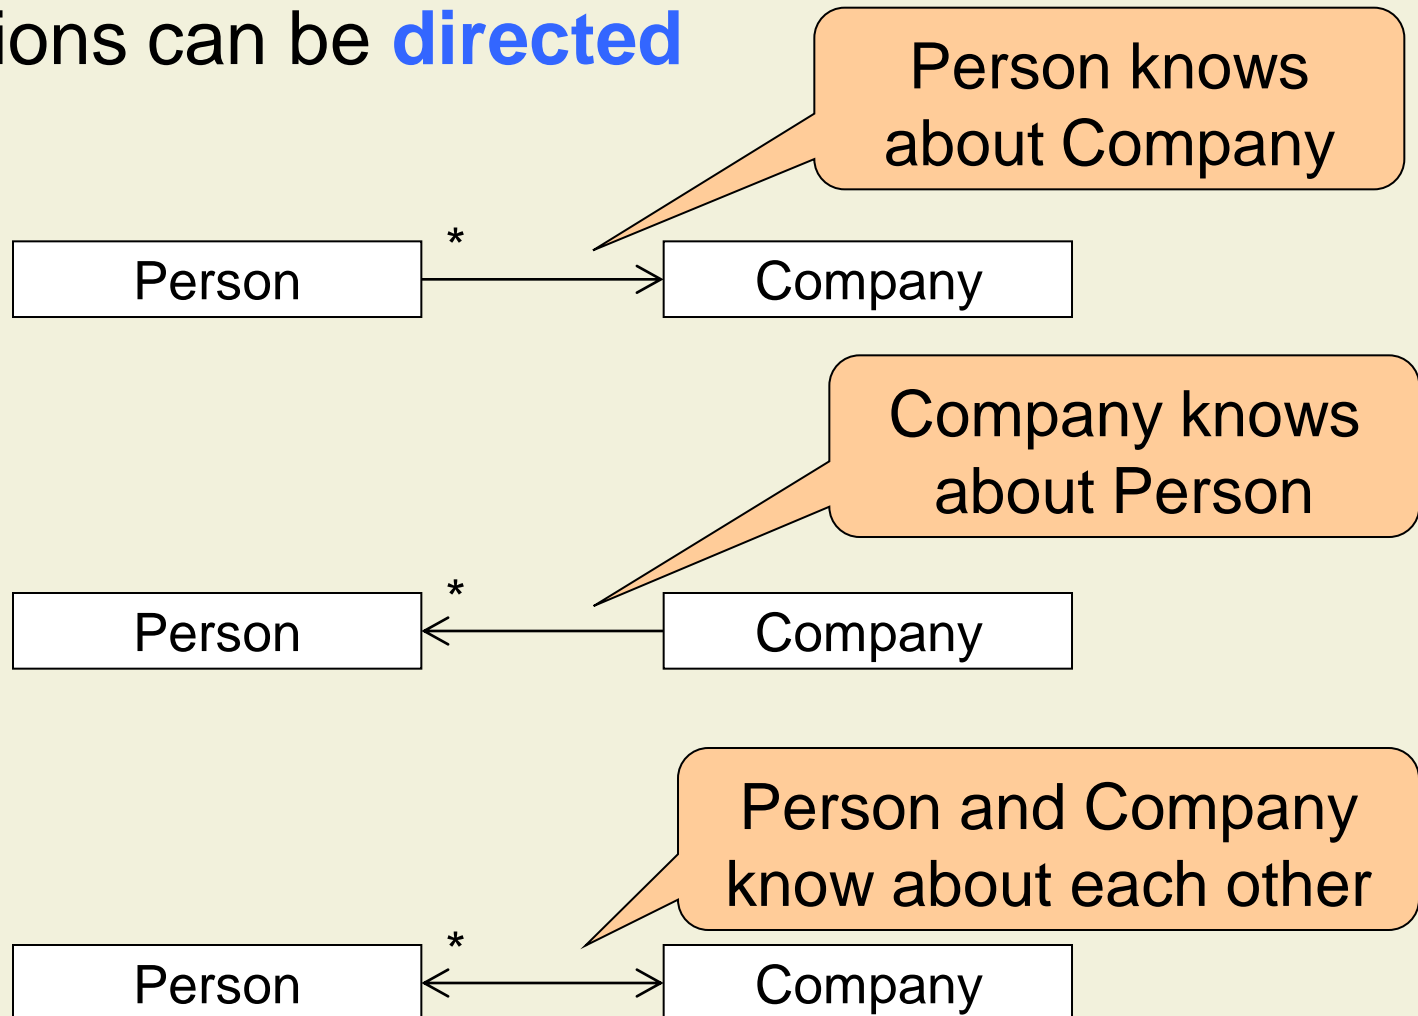 ions can be directed
Person knows
about Company
*
Person
Company
Company knows
about Person
*
Person
Company
Person and Company
know about each other
*
Person
Company